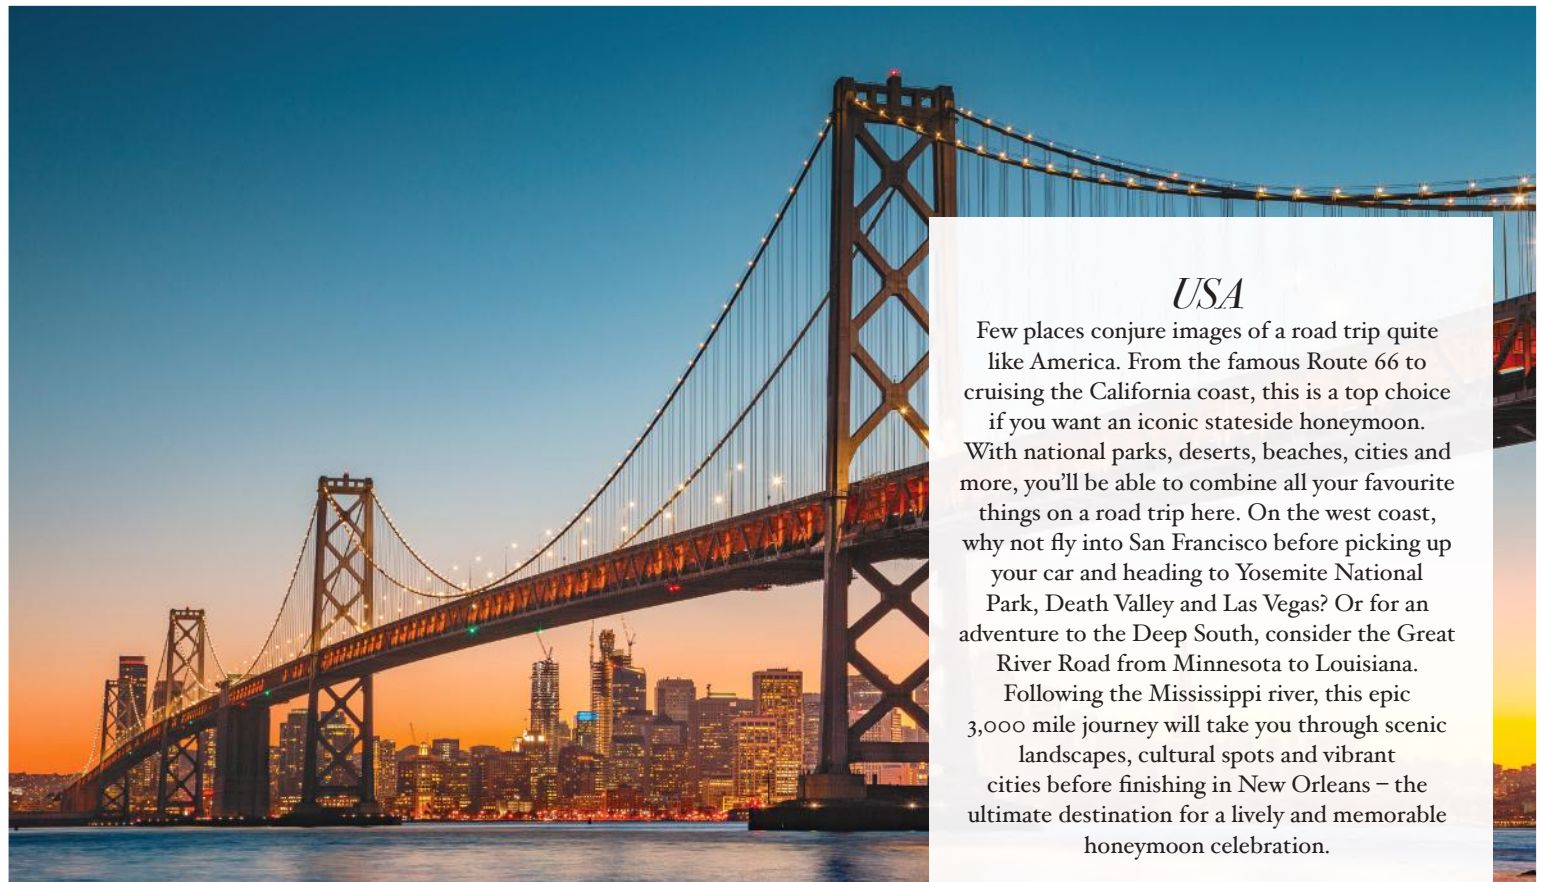 USA
Few places conjure images of a road trip quite
like America. From the famous Route 66 to
cruising the California coast, this is a top choice
if you want an iconic stateside honeymoon.
With national parks, deserts, beaches, cities and
more, you’ll be able to combine all your favourite
things on a road trip here. On the west coast,
why not fly into San Francisco before picking up
your car and heading to Yosemite National
Park, Death Valley and Las Vegas? Or for an
adventure to the Deep South, consider the Great
River Road from Minnesota to Louisiana.
Following the Mississippi river, this epic
3,000 mile journey will take you through scenic
landscapes, cultural spots and vibrant
cities before finishing in New Orleans – the
ultimate destination for a lively and memorable
honeymoon celebration.